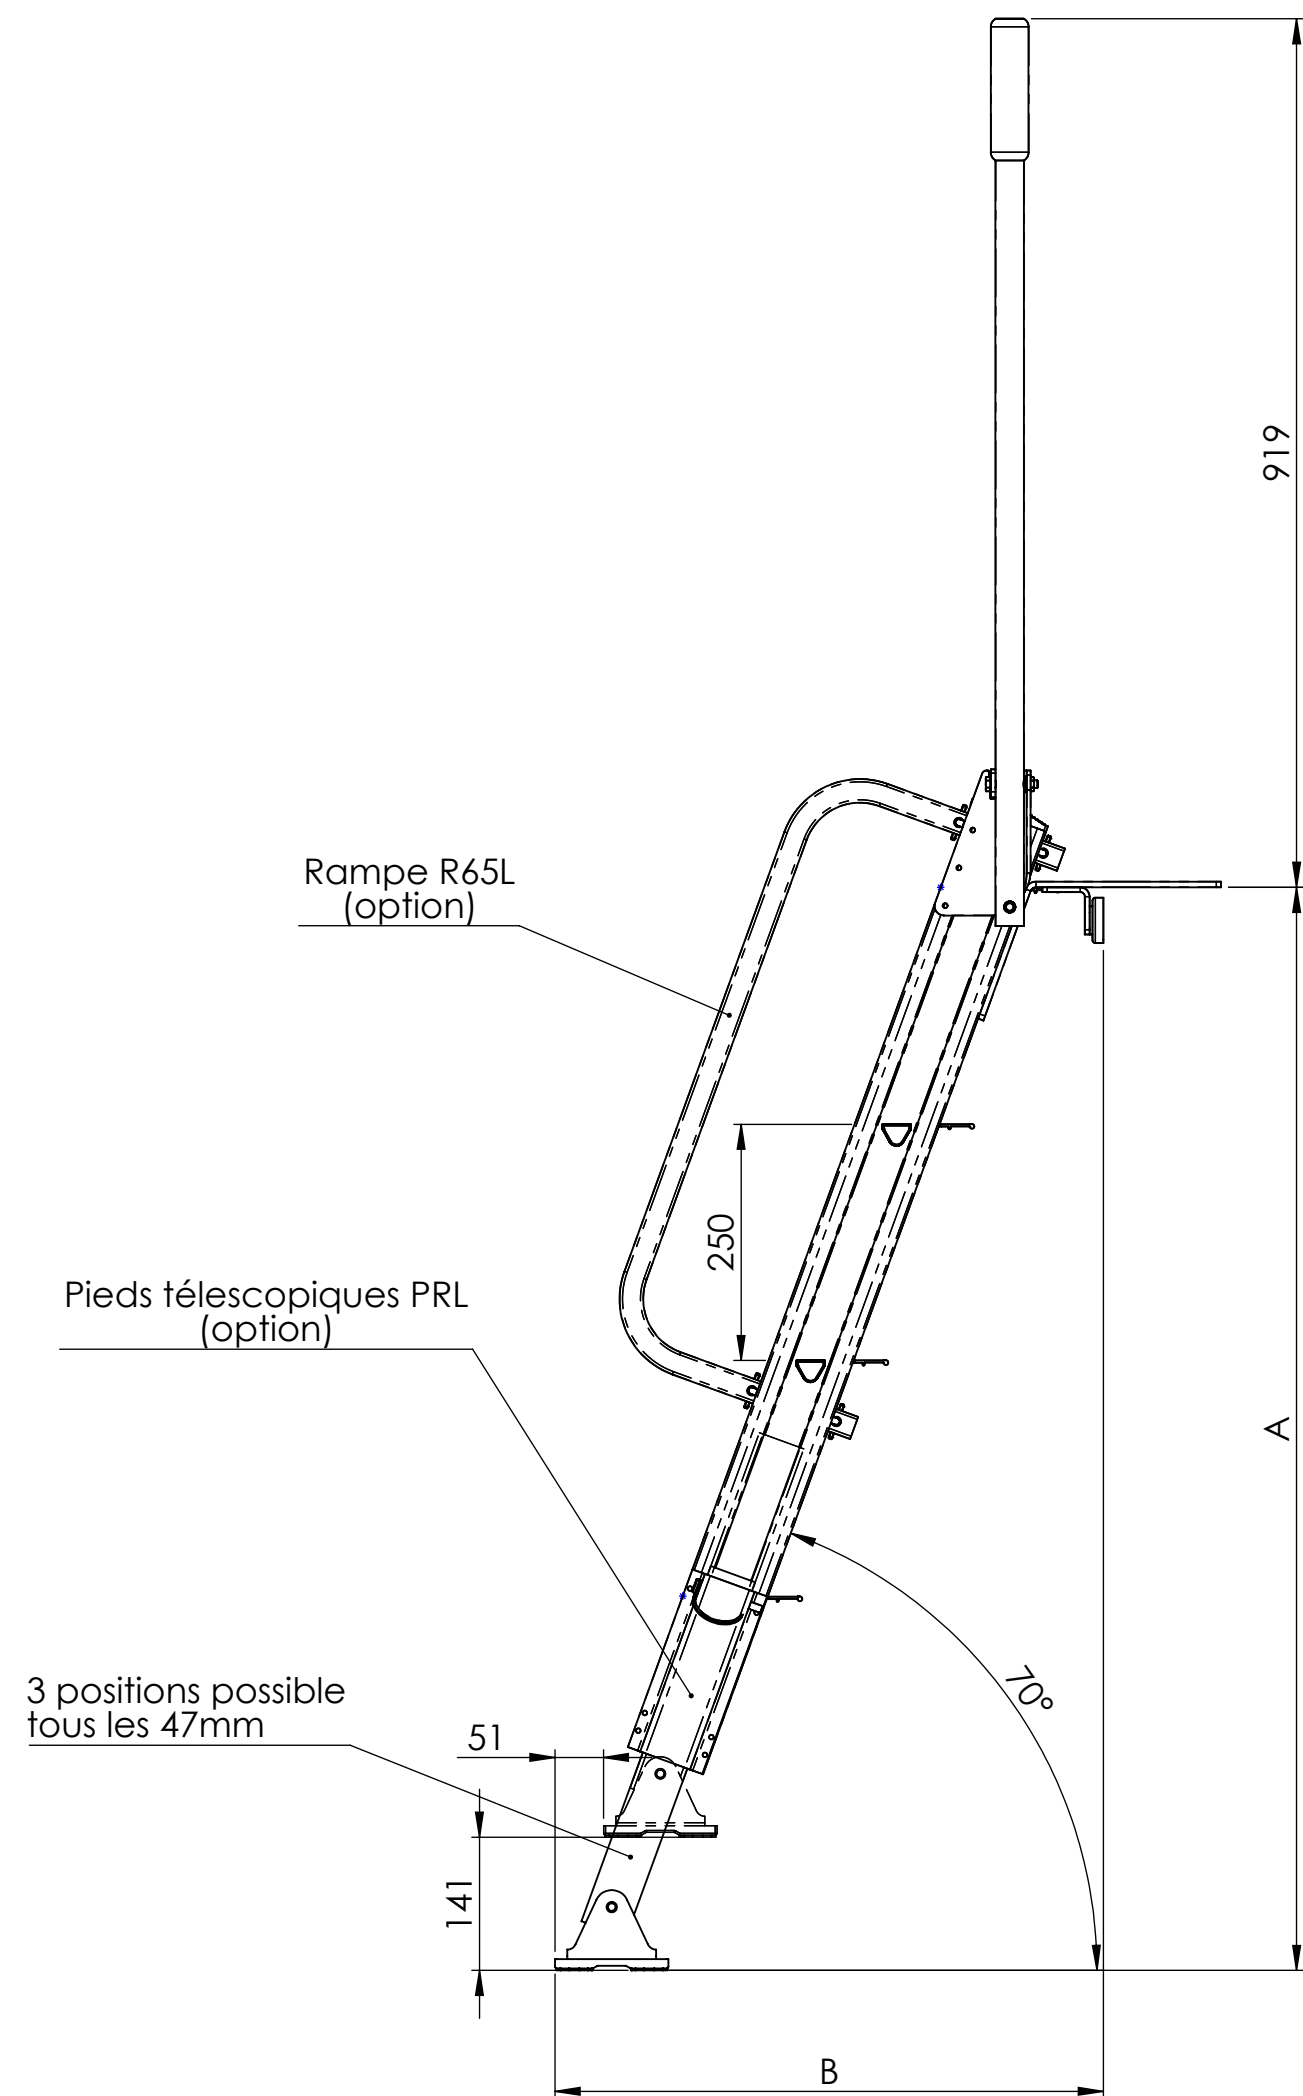 919
Rampe R65L
(option)
250
Pieds télescopiques PRL
(option)
A
70°
3 positions possible
tous les 47mm
51
141
B